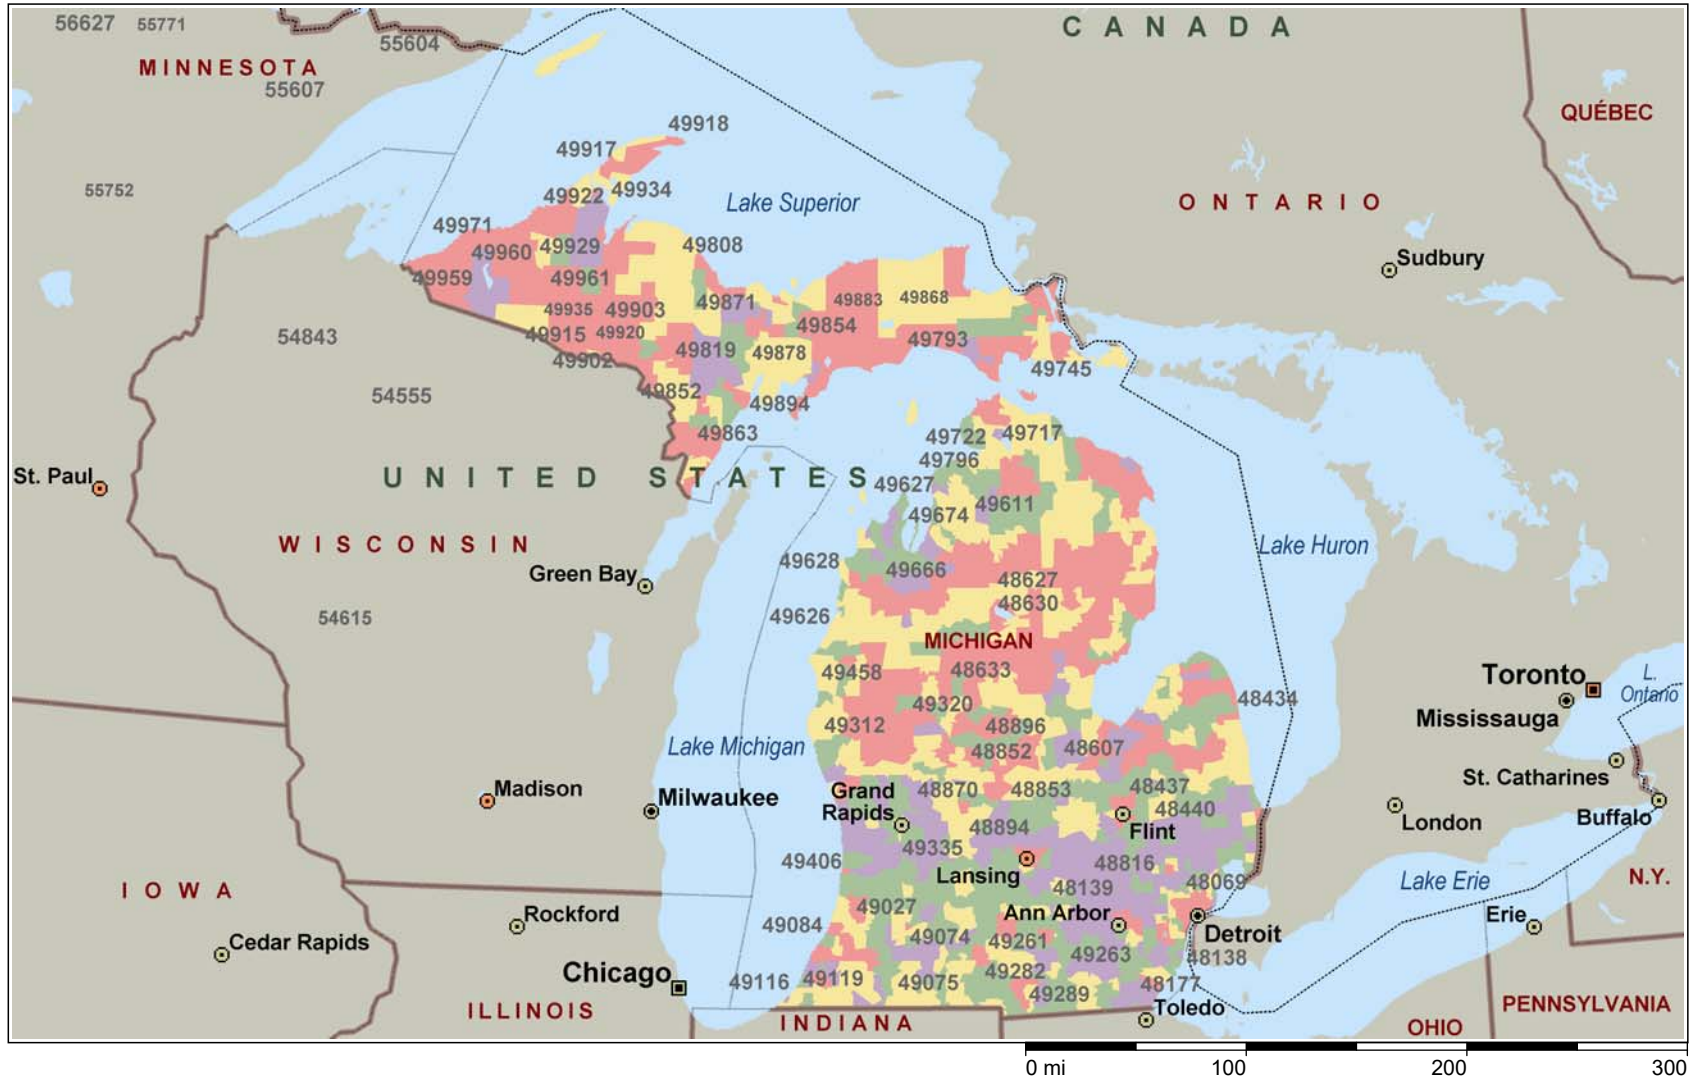 CANADA
56627
55771
55604
MINNESOTA
55607
QUÉBEC
49918
49917
55752
49922
49934
Lake Superior
ONTARIO
49971
49960
49929
49808
Sudbury
49959
49961
49935
49903
49871
49883
49868
49915
49920
49854
54843
49902
49819
49878
49793
49745
54555
49852
49894
49863
49722
49717
49796
St. Paul
UNITED STATES
49627
49611
49674
WISCONSIN
Lake Huron
49628
Green Bay
49666
48627
48630
54615
49626
MICHIGAN
49458
48633
Toronto
L.
Ontario
49320
48434
Mississauga
49312
48896
Lake Michigan
48852
48607
St. Catharines
Madison
Milwaukee
Grand
Rapids
48870
48853
48437
48440
Buffalo
London
48894
Flint
49335
49406
48816
Lansing
48139
48069
Lake Erie
N.Y.
IOWA
49027
Ann Arbor
Rockford
Erie
49084
Cedar Rapids
49074
49261
Detroit
49263
48138
Chicago
49116
49119
49075
49282
48177
49289
ILLINOIS
Toledo
PENNSYLVANIA
INDIANA
OHIO
0 mi
100
200
300